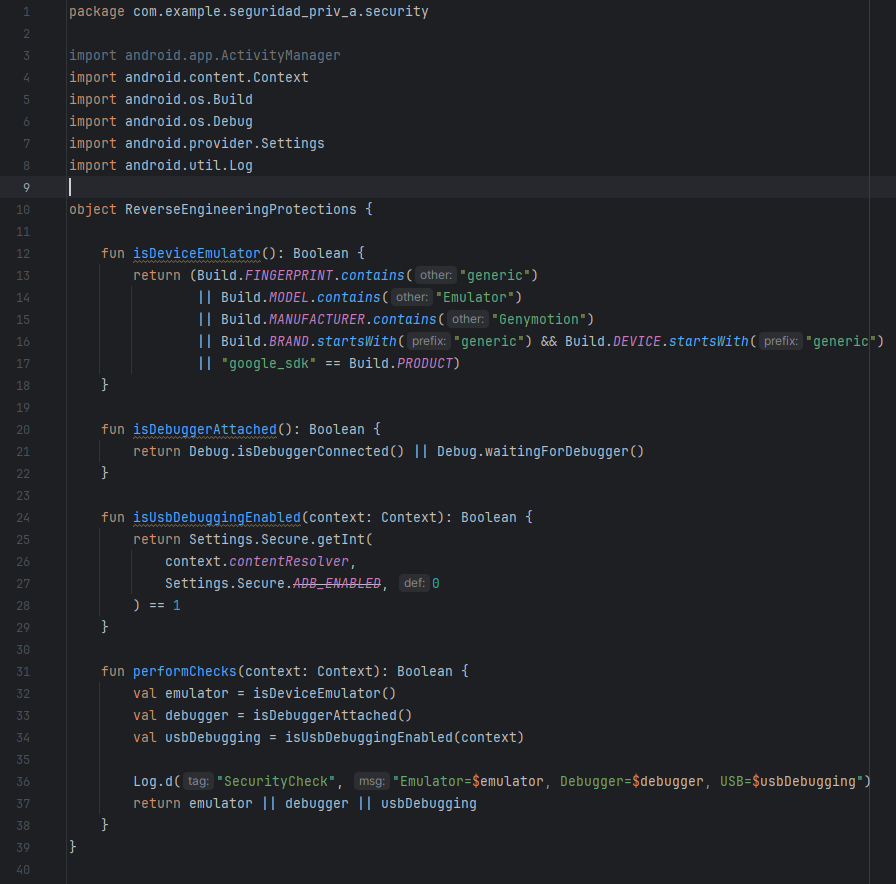 1 package com.example.seguridad_priv_a.security
2
3 import android.app.ActivityManager
4 import android.content.Context
5 import android.os.Build
6 import android.os.Debug
7 import android.provider.Settings
8 import android.util.Log
9
10 object ReverseEngineeringProtections {
11
12     fun isDeviceEmulator(): Boolean {
13         return (Build.FINGERPRINT.contains( other: "generic")
14                 || Build.MODEL.contains( other: "Emulator")
15                 || Build.MANUFACTURER.contains( other: "Genymotion")
16                 || Build.BRAND.startsWith( prefix: "generic") && Build.DEVICE.startsWith( prefix: "generic")
17                 || "google_sdk" == Build.PRODUCT)
18     }
19
20     fun isDebuggerAttached(): Boolean {
21         return Debug.isDebuggerConnected() || Debug.waitingForDebugger()
22     }
23
24     fun isUsbDebuggingEnabled(context: Context): Boolean {
25         return Settings.Secure.getInt(
26             context.contentResolver,
27             Settings.Secure.ADB_ENABLED, def: 0
28         ) == 1
29     }
30
31     fun performChecks(context: Context): Boolean {
32         val emulator = isDeviceEmulator()
33         val debugger = isDebuggerAttached()
34         val usbDebugging = isUsbDebuggingEnabled(context)
35
36         Log.d( tag: "SecurityCheck", msg: "Emulator=$emulator, Debugger=$debugger, USB=$usbDebugging")
37         return emulator || debugger || usbDebugging
38     }
39 }
40